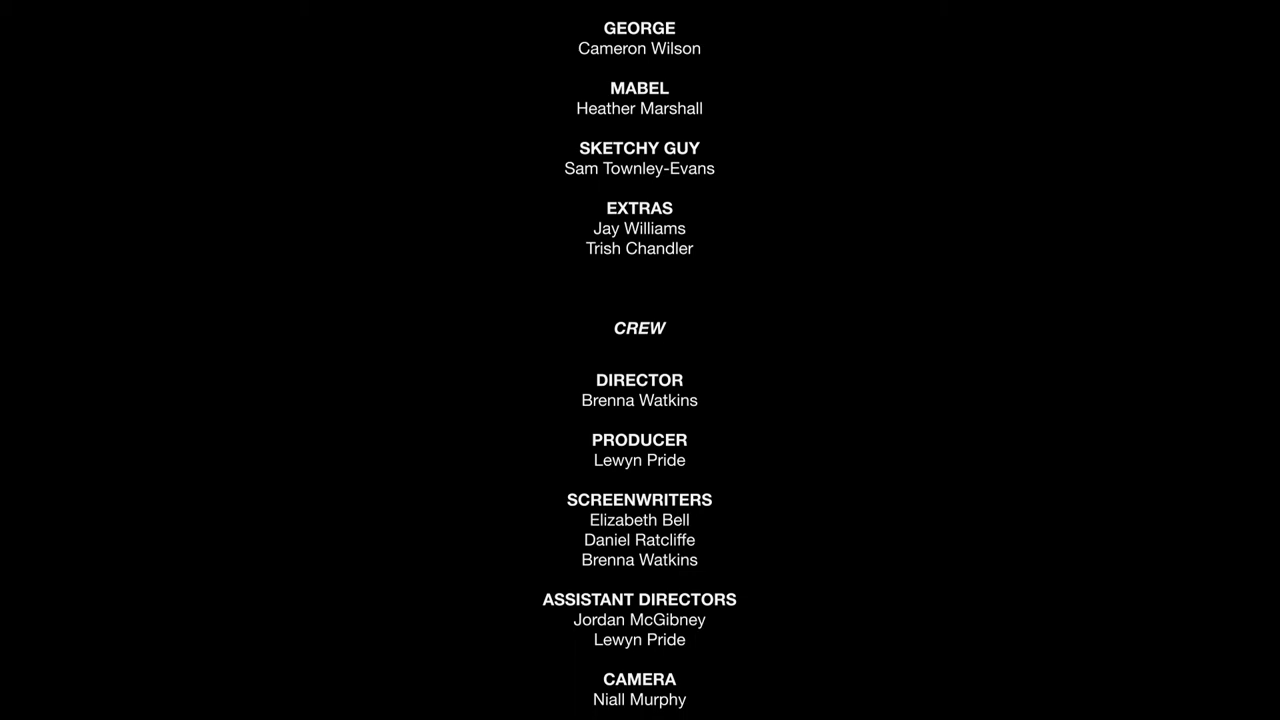 GEORGE
Cameron Wilson
MABEL
Heather Marshall
SKETCHY GUY
Sam Townley-Evans
EXTRAS
Jay Williams
Trish Chandler
CREW
DIRECTOR
Brenna Watkins
PRODUCER
Lewyn Pride
SCREENWRITERS
Elizabeth Bell
Daniel Ratcliffe
Brenna Watkins
ASSISTANT DIRECTORS
Jordan McGibney
Lewyn Pride
CAMERA
Niall Murphy